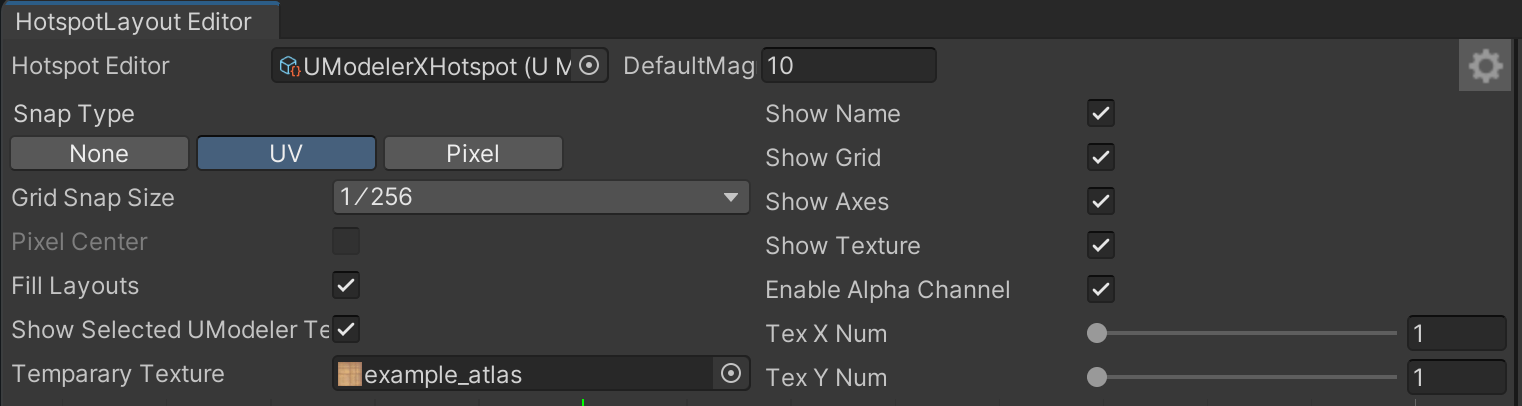 HotspotLayout Editor
Hotspot Editor UModelerXHotspot (U M DefaultMag 10
Snap Type
None UV Pixel
Grid Snap Size 1/256
Pixel Center
Fill Layouts
Show Selected UModeler Te
Temparary Texture example_atlas
Show Name
Show Grid
Show Axes
Show Texture
Enable Alpha Channel
Tex X Num 1
Tex Y Num 1